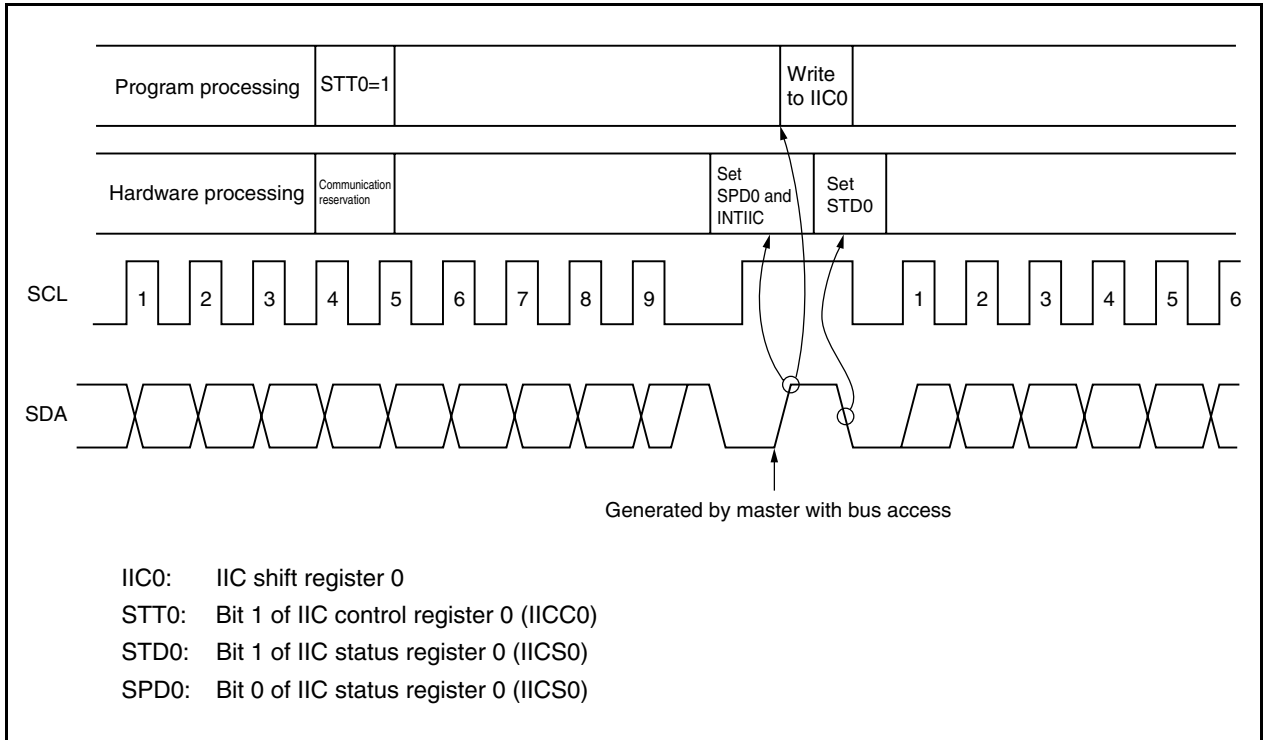 Program processing
STT0=1
Write
to IIC0
Hardware processing
Communication
reservation
Set
SPD0 and
INTIIC
Set
STD0
SCL
1 2 3 4 5 6 7 8 9 1 2 3 4 5 6
SDA
Generated by master with bus access
IIC0: IIC shift register 0
STT0: Bit 1 of IIC control register 0 (IICC0)
STD0: Bit 1 of IIC status register 0 (IICS0)
SPD0: Bit 0 of IIC status register 0 (IICS0)